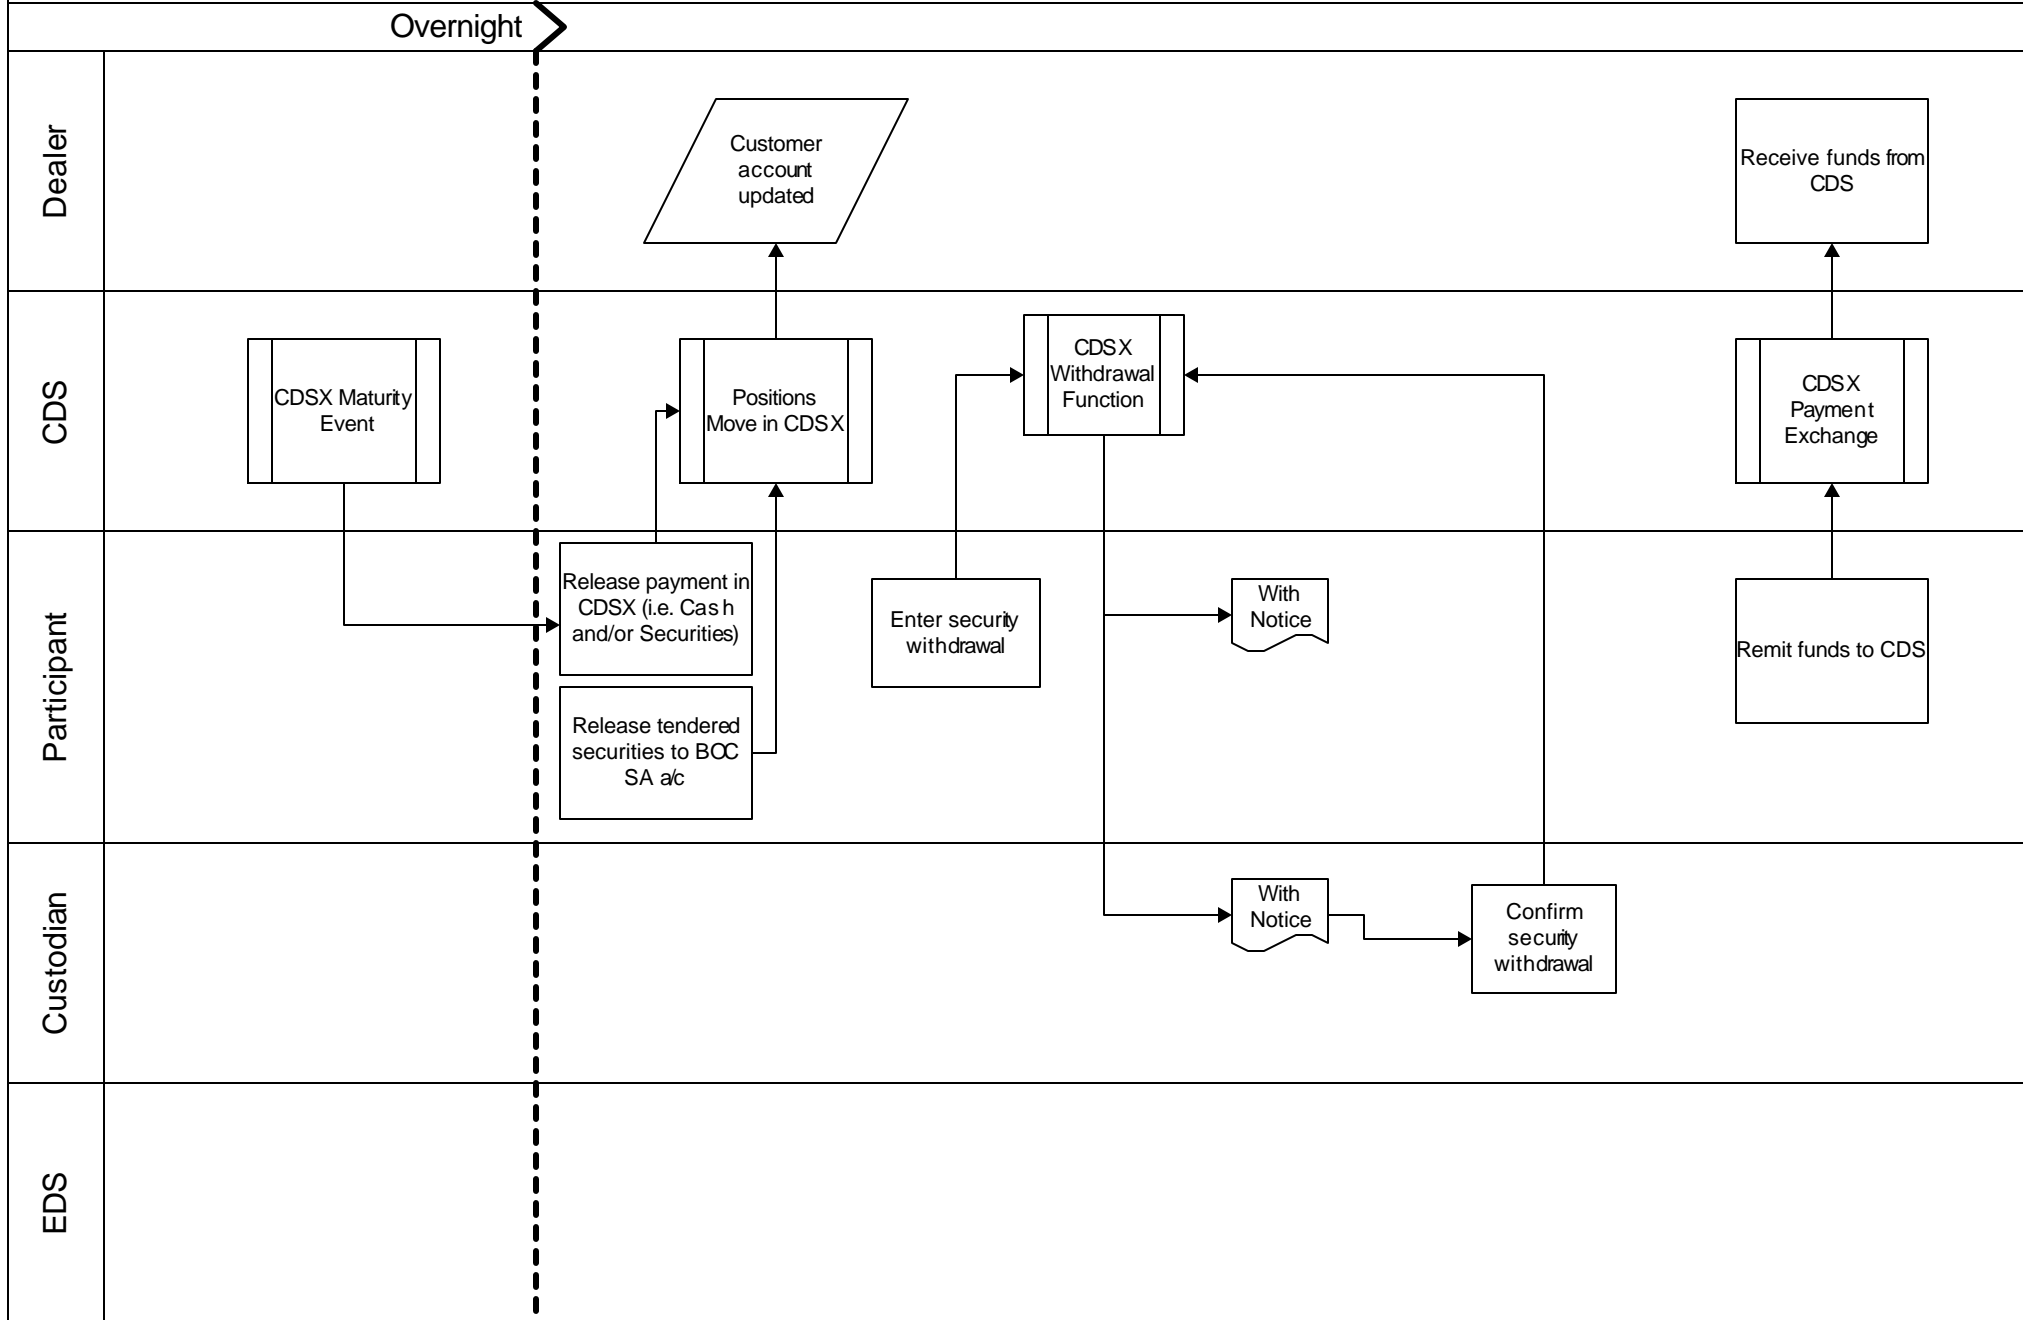 Overnight
Dealer
Customer
account
updated
Receive funds from
CDS
CDS
CDSX Maturity
Event
Positions
Move in CDSX
CDSX
Withdrawal
Function
CDSX
Payment
Exchange
Participant
Release payment in
CDSX (i.e. Cash
and/or Securities)
Release tendered
securities to BOC
SA a/c
Enter security
withdrawal
With
Notice
Remit funds to CDS
Custodian
With
Notice
Confirm
security
withdrawal
EDS